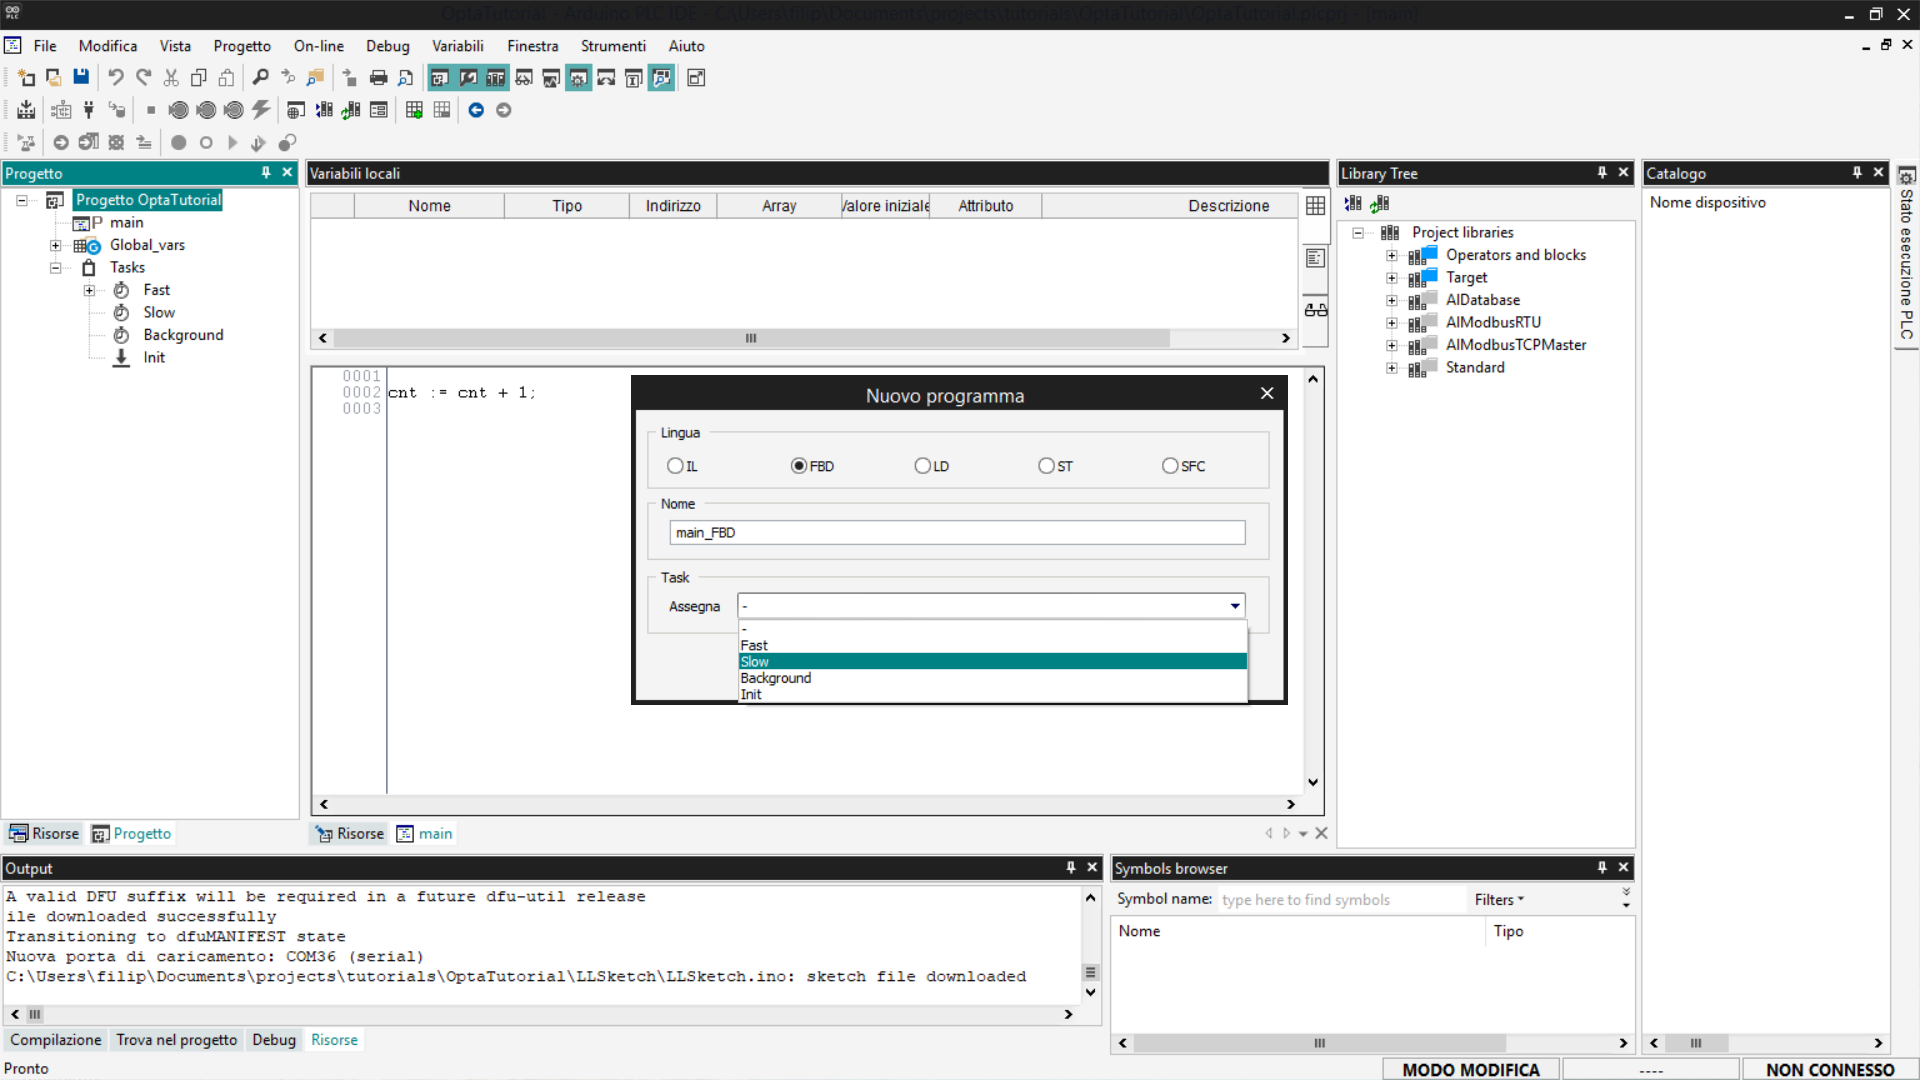 OptaTutorial - Arduino PLC IDE - C:\Users\filip\Documents\projects\tutorials\OptaTutorial\OptaTutorial.plcprj - [main]
File Modifica Vista Progetto On-line Debug Variabili Finestra Strumenti Aiuto
Progetto
Progetto OptaTutorial
main
Global_vars
Tasks
Fast
Slow
Background
Init
Risorse Progetto
Variabili locali
Nome Tipo Indirizzo Array Valore iniziale Attributo Descrizione
0001
0002 cnt := cnt + 1;
0003
Nuovo programma
Lingua
IL FBD LD ST SFC
Nome
main_FBD
Task
Assegna -
-
Fast
Slow
Background
Init
Risorse main
Library Tree
Project libraries
Operators and blocks
Target
AlDatabase
AlModbusRTU
AlModbusTCPMaster
Standard
Catalogo
Nome dispositivo
Stato esecuzione PLC
Output
A valid DFU suffix will be required in a future dfu-util release
ile downloaded successfully
Transitioning to dfuMANIFEST state
Nuova porta di caricamento: COM36 (serial)
C:\Users\filip\Documents\projects\tutorials\OptaTutorial\LLSketch\LLSketch.ino: sketch file downloaded
Compilazione Trova nel progetto Debug Risorse
Symbols browser
Symbol name: type here to find symbols Filters
Nome Tipo
Pronto
MODO MODIFICA ---- NON CONNESSO